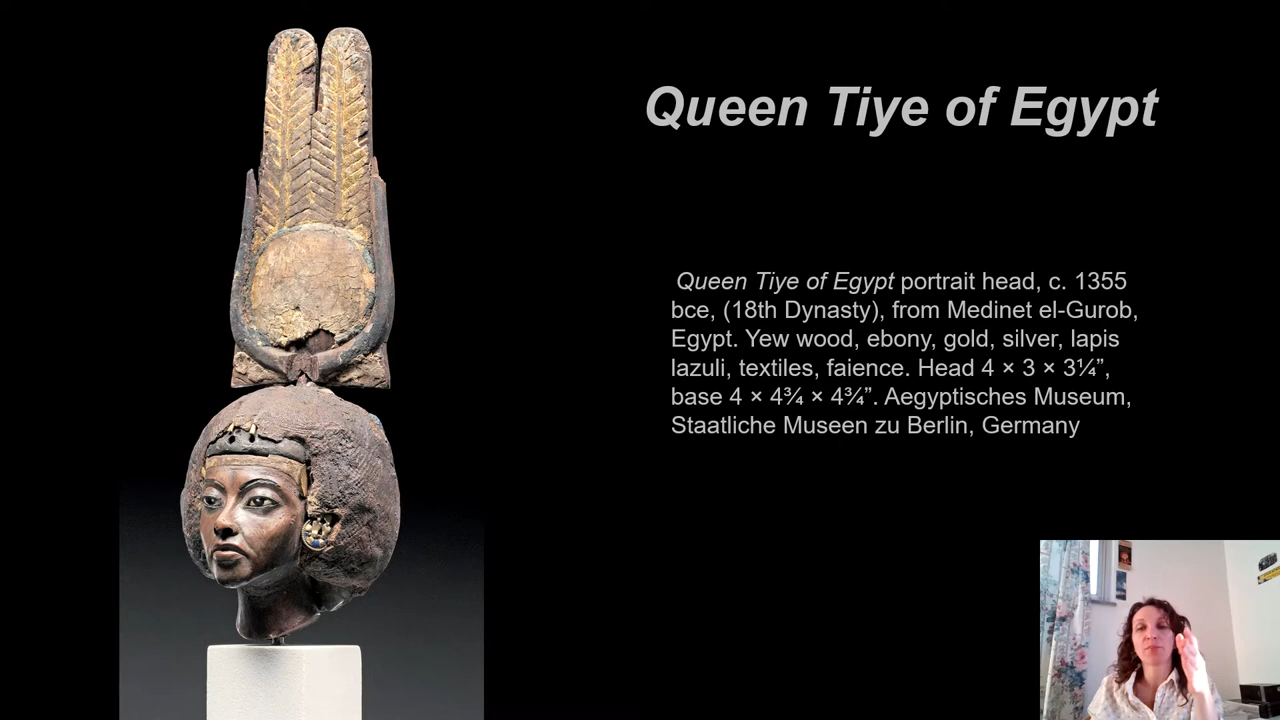 Queen Tiye of Egypt
Queen Tiye of Egypt portrait head, c. 1355
bce, (18th Dynasty), from Medinet el-Gurob,
Egypt. Yew wood, ebony, gold, silver, lapis
lazuli, textiles, faience. Head 4 × 3 × 3¼”,
base 4 × 4¾ × 4¾”. Aegyptisches Museum,
Staatliche Museen zu Berlin, Germany